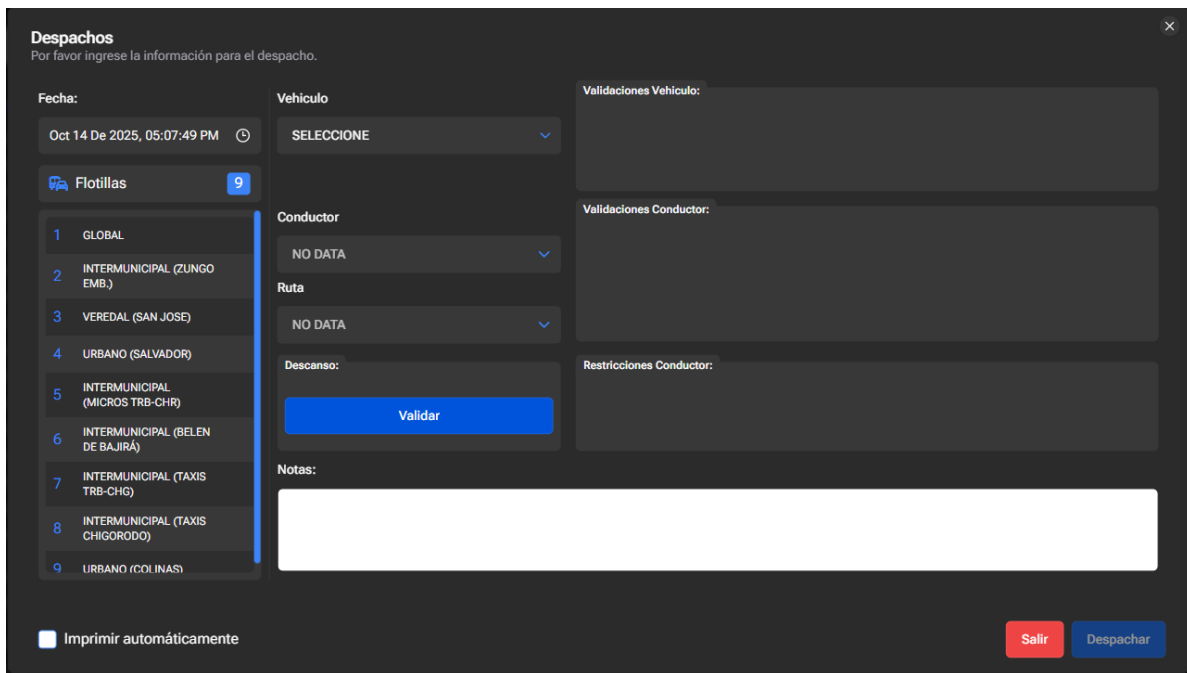 Despachos
Por favor ingrese la información para el despacho.
Fecha:
Oct 14 De 2025, 05:07:49 PM
Flotillas 9
1 GLOBAL
2 INTERMUNICIPAL (ZUNGO
EMB.)
3 VEREDAL (SAN JOSE)
4 URBANO (SALVADOR)
5 INTERMUNICIPAL
(MICROS TRB-CHR)
6 INTERMUNICIPAL (BELEN
DE BAJIRÁ)
7 INTERMUNICIPAL (TAXIS
TRB-CHG)
8 INTERMUNICIPAL (TAXIS
CHIGORODO)
9 URBANO (COLINAS)
Vehiculo
SELECCIONE
Conductor
NO DATA
Ruta
NO DATA
Descanso:
Validar
Validaciones Vehiculo:
Validaciones Conductor:
Restricciones Conductor:
Notas:
Imprimir automáticamente
Salir
Despachar